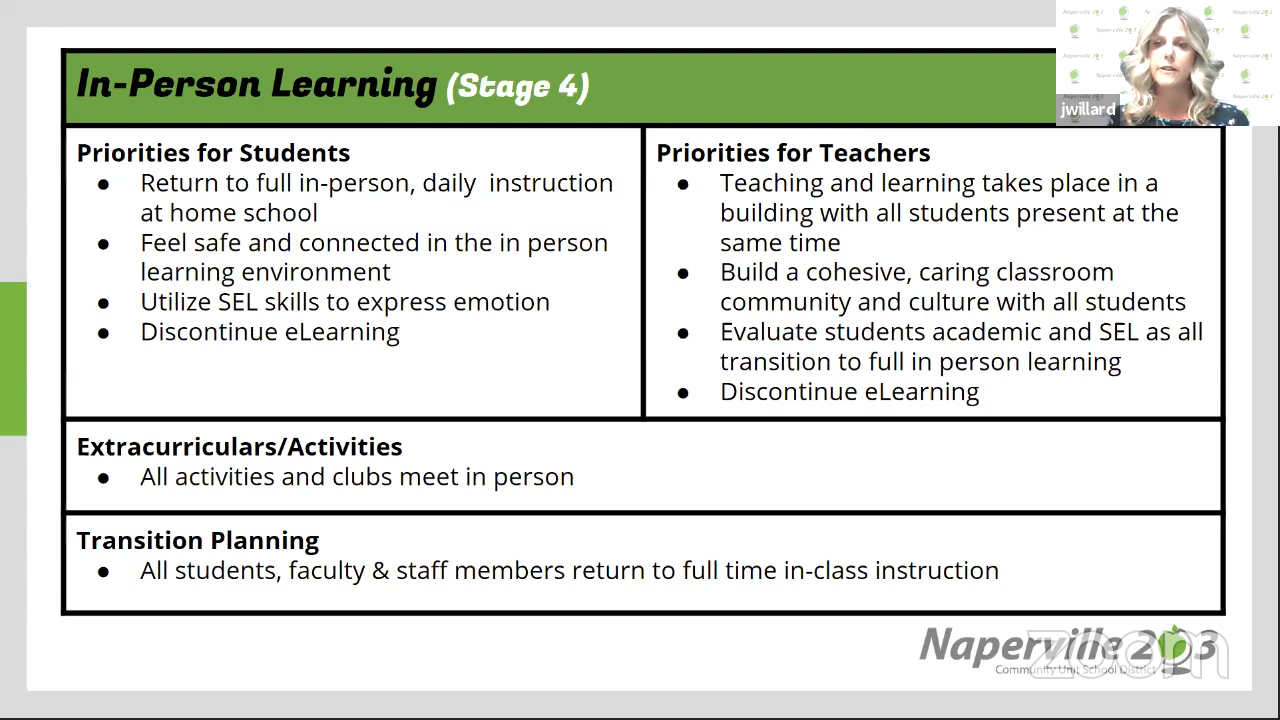 In-Person Learning (Stage 4)
jwillard
Priorities for Students
● Return to full in-person, daily instruction
at home school
● Feel safe and connected in the in person
learning environment
● Utilize SEL skills to express emotion
● Discontinue eLearning
Priorities for Teachers
● Teaching and learning takes place in a
building with all students present at the
same time
● Build a cohesive, caring classroom
community and culture with all students
● Evaluate students academic and SEL as all
transition to full in person learning
● Discontinue eLearning
Extracurriculars/Activities
● All activities and clubs meet in person
Transition Planning
● All students, faculty & staff members return to full time in-class instruction
Naperville 203
Community Unit School District
zoom